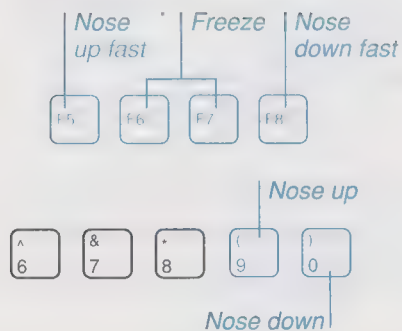 Nose up fast
Freeze
Nose down fast
F5 F6 F7 F8
Nose up
^ & * ( )
6 7 8 9 0
Nose down